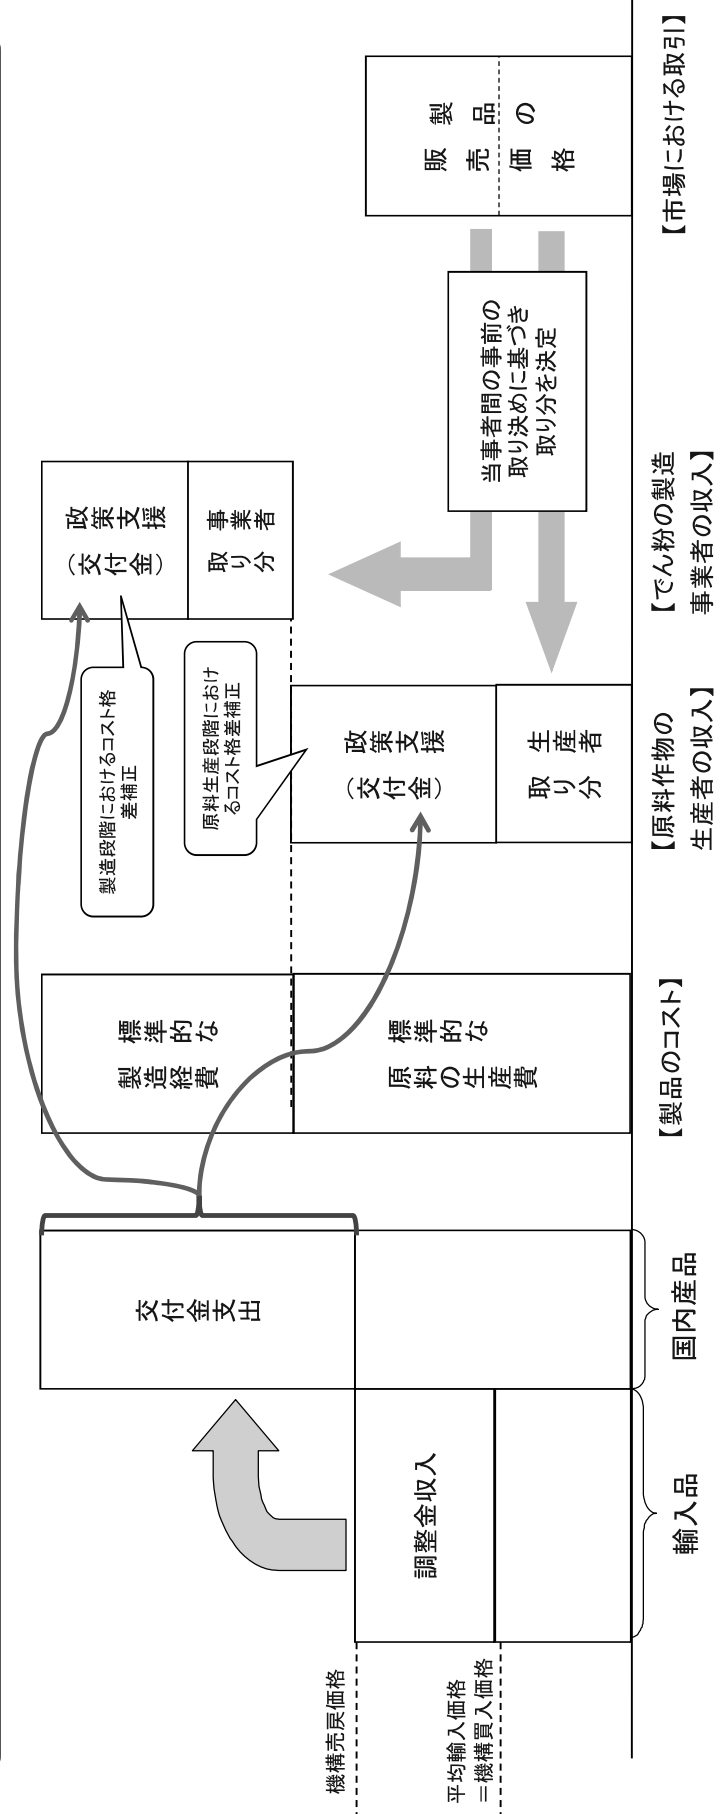 機構売戻価格
平均輸入価格
=機構買入価格
調整金収入
輸入品
交付金支出
国内産品
標準的な
製造経費
標準的な
原料の生産費
【製品のコスト】
製造段階におけるコスト格
差補正
原料生産段階におけ
るコスト格差補正
政策支援
(交付金)
生産者
取り分
【原料作物の
生産者の収入】
政策支援
(交付金)
事業者
取り分
【でん粉の製造
事業者の収入】
当事者間の事前の
取り決めに基づき
取り分を決定
製品の
販売価格
【市場における取引】